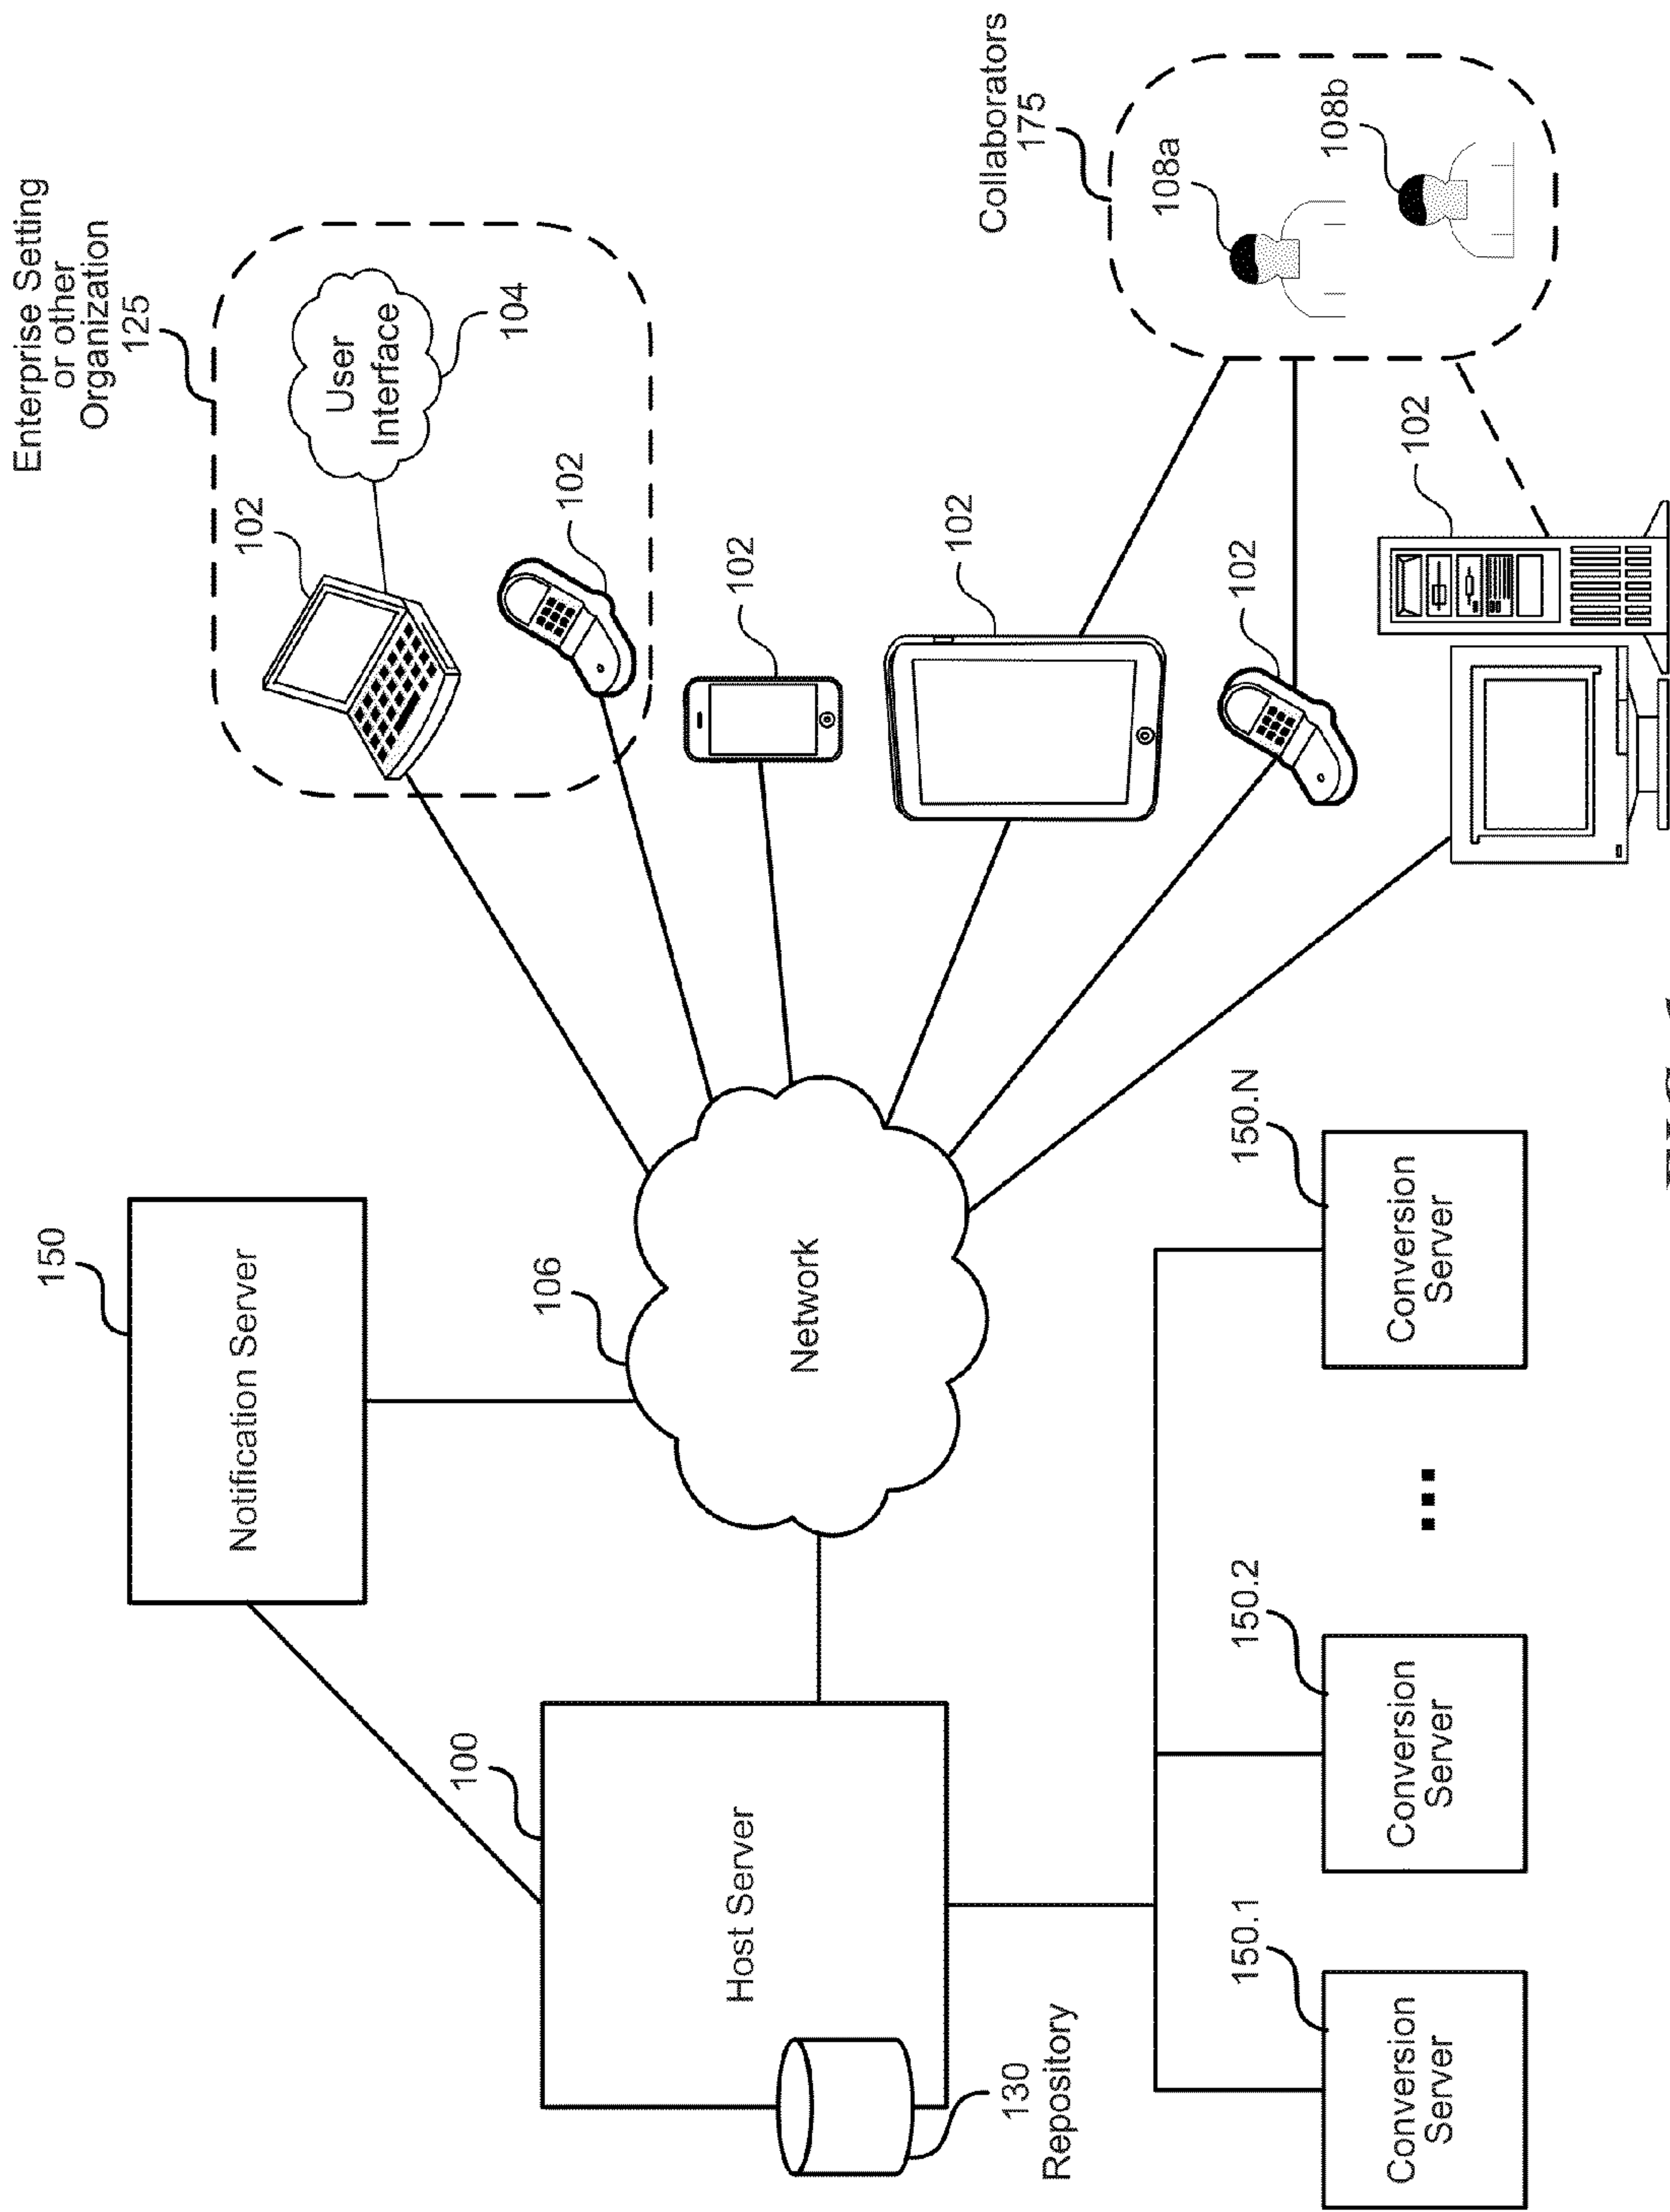 Enterprise Setting
or other
Organization
125
150
Notification Server
102
User
Interface
104
100
106
102
Host Server
Network
102
102
Collaborators
175
130
Repository
108a
108b
150.1
150.2
150.N
102
Conversion
Server
Conversion
Server
...
Conversion
Server
102